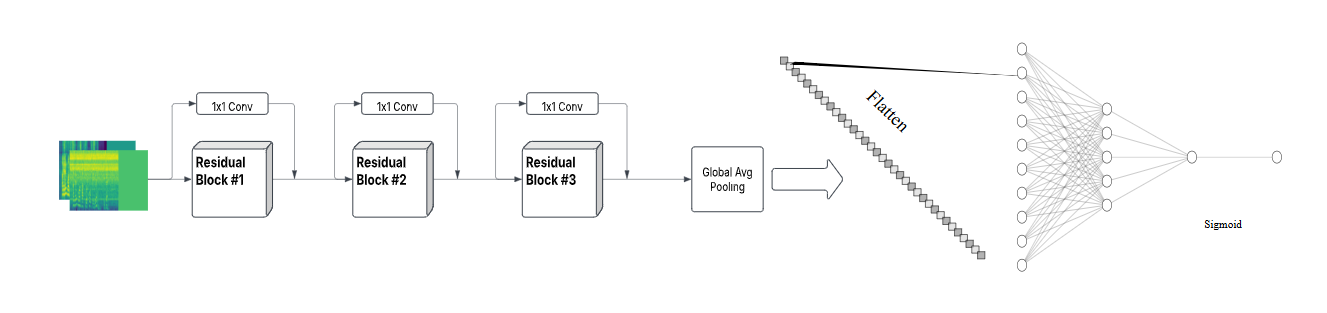 1x1 Conv
1x1 Conv
1x1 Conv
Residual
Block #1
Residual
Block #2
Residual
Block #3
Global Avg
Pooling
Flatten
Sigmoid